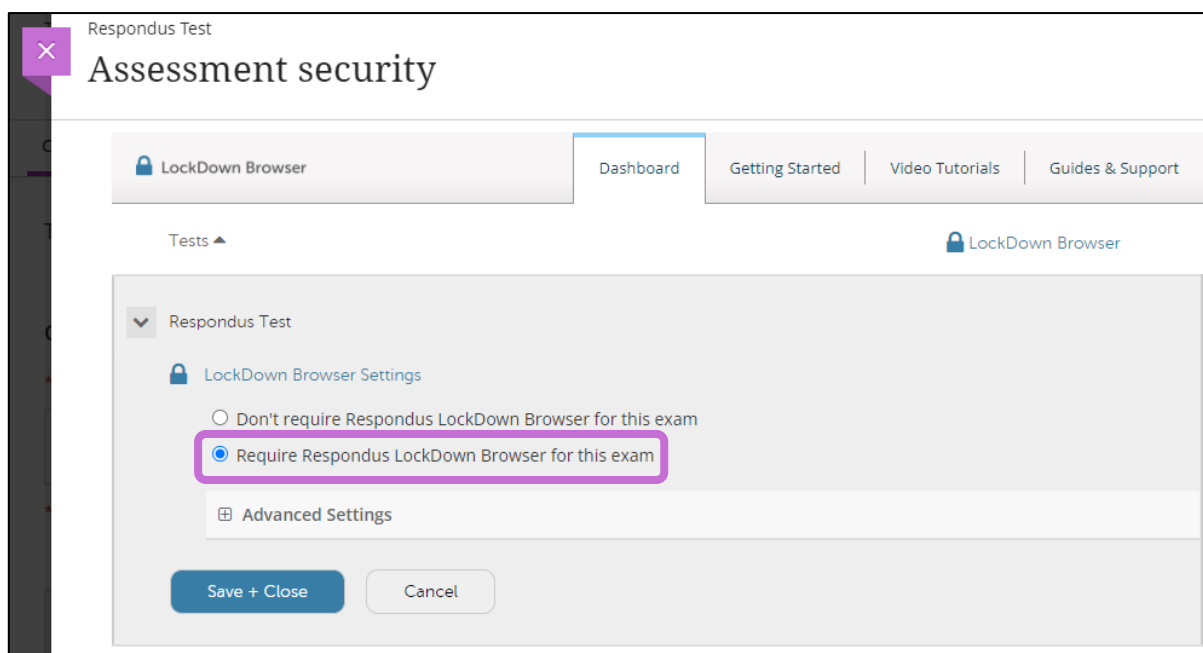 Respondus Test
Assessment security
LockDown Browser
Dashboard
Getting Started
Video Tutorials
Guides & Support
Tests
LockDown Browser
Respondus Test
LockDown Browser Settings
Don't require Respondus LockDown Browser for this exam
Require Respondus LockDown Browser for this exam
Advanced Settings
Save + Close
Cancel